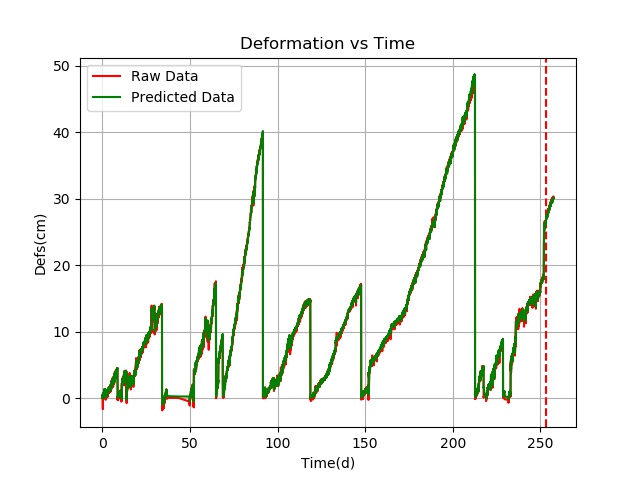 Deformation vs Time
Raw Data
Predicted Data
50
40
30
20
10
0
Defs(cm)
0 50 100 150 200 250
Time(d)